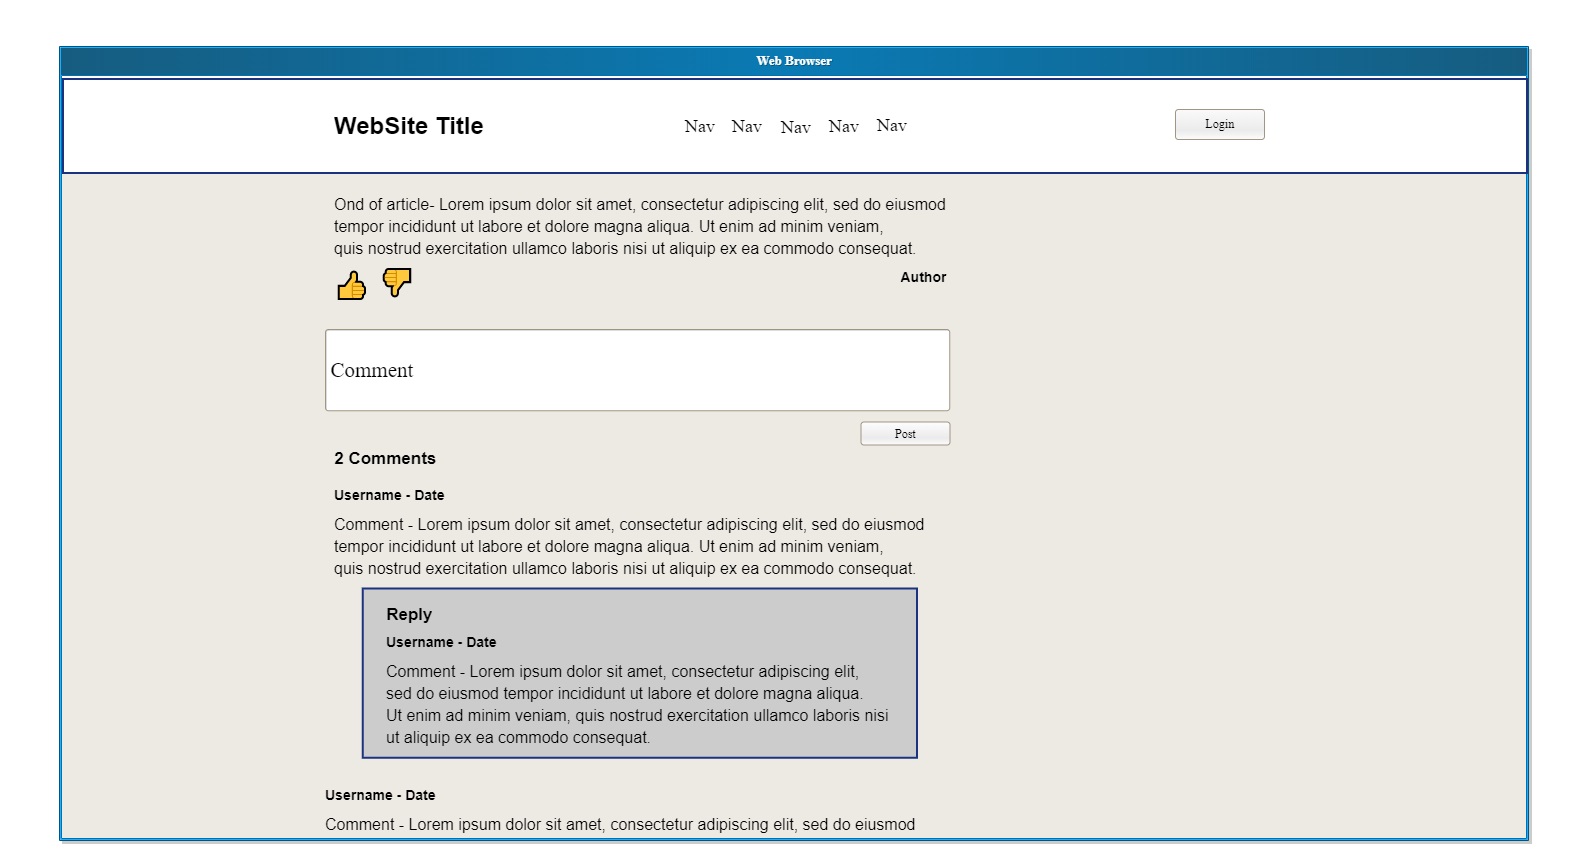 Web Browser
WebSite Title
Nav Nav Nav Nav Nav
Login
Ond of article- Lorem ipsum dolor sit amet, consectetur adipiscing elit, sed do eiusmod
tempor incididunt ut labore et dolore magna aliqua. Ut enim ad minim veniam,
quis nostrud exercitation ullamco laboris nisi ut aliquip ex ea commodo consequat.
Author
Comment
Post
2 Comments
Username - Date
Comment - Lorem ipsum dolor sit amet, consectetur adipiscing elit, sed do eiusmod
tempor incididunt ut labore et dolore magna aliqua. Ut enim ad minim veniam,
quis nostrud exercitation ullamco laboris nisi ut aliquip ex ea commodo consequat.
Reply
Username - Date
Comment - Lorem ipsum dolor sit amet, consectetur adipiscing elit,
sed do eiusmod tempor incididunt ut labore et dolore magna aliqua.
Ut enim ad minim veniam, quis nostrud exercitation ullamco laboris nisi
ut aliquip ex ea commodo consequat.
Username - Date
Comment - Lorem ipsum dolor sit amet, consectetur adipiscing elit, sed do eiusmod